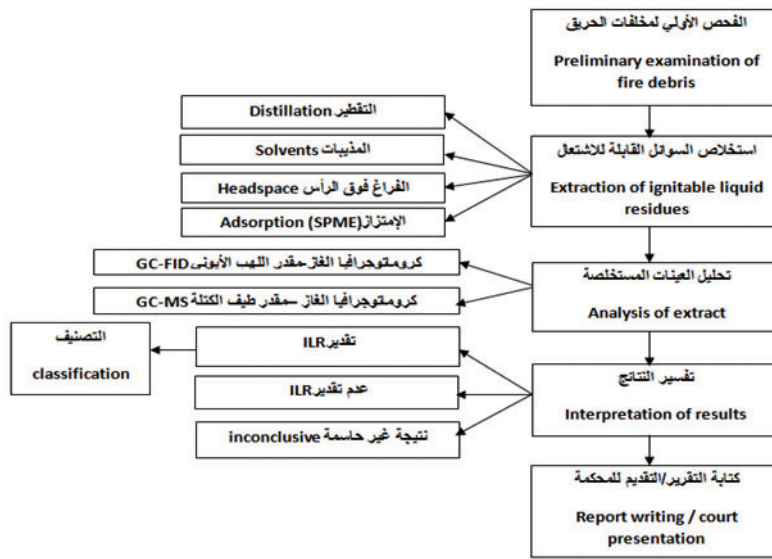 الفحص الأولي لمخلفات الحريق
Preliminary examination of
fire debris
استخلاص السوائل القابلة للاشتعال
Extraction of ignitable liquid
residues
التقطير Distillation
المذيبات Solvents
الفراغ فوق الرأس Headspace
الإمتزاز Adsorption (SPME)
تحليل العينات المستخلصة
Analysis of extract
كروماتوجرافيا الغاز-مقدر اللهب الأيونى GC-FID
كروماتوجرافيا الغاز –مقدر طيف الكتلة GC-MS
تفسير النتائج
Interpretation of results
تقدير ILR
التصنيف
classification
عدم تقدير ILR
نتيجة غير حاسمة inconclusive
كتابة التقرير/التقديم للمحكمة
Report writing / court
presentation